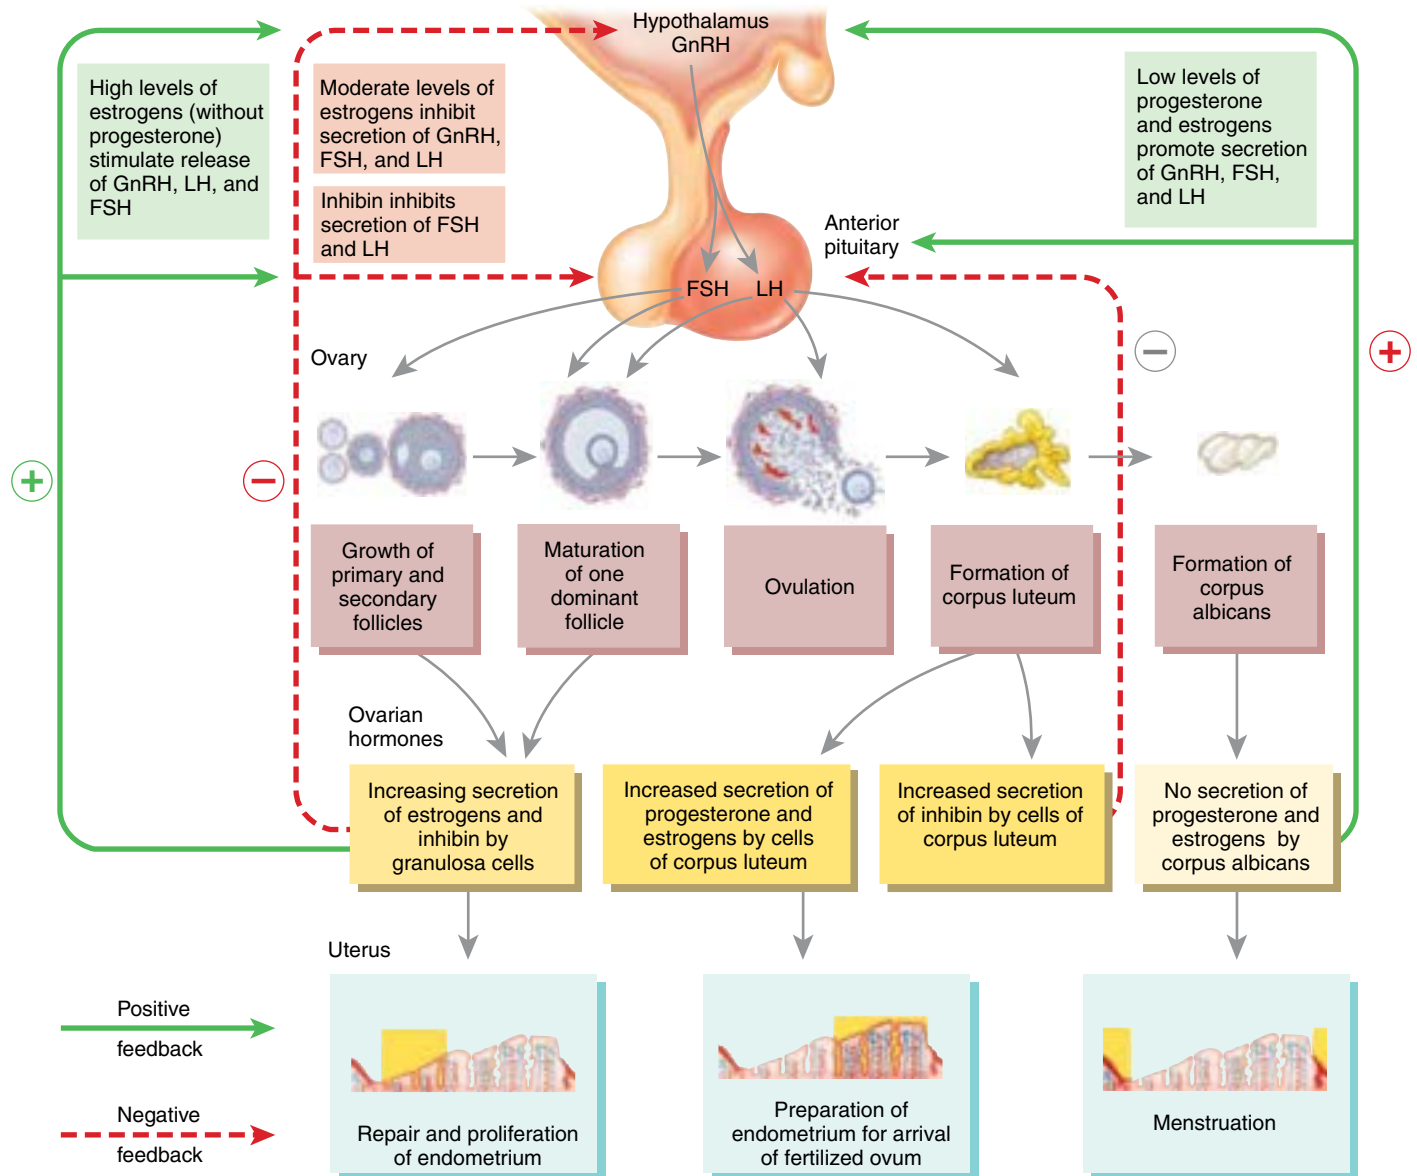 Hypothalamus
GnRH
High levels of
estrogens (without
progesterone)
stimulate release
of GnRH, LH, and
FSH
Moderate levels of
estrogens inhibit
secretion of GnRH,
FSH, and LH
Inhibin inhibits
secretion of FSH
and LH
Low levels of
progesterone
and estrogens
promote secretion
of GnRH, FSH,
and LH
Anterior
pituitary
FSH
LH
Ovary
−
+
+
−
Growth of
primary and
secondary
follicles
Maturation
of one
dominant
follicle
Ovulation
Formation of
corpus luteum
Formation of
corpus
albicans
Ovarian
hormones
Increasing secretion
of estrogens and
inhibin by
granulosa cells
Increased secretion of
progesterone and
estrogens by cells
of corpus luteum
Increased secretion
of inhibin by cells of
corpus luteum
No secretion of
progesterone and
estrogens by
corpus albicans
Uterus
Positive
feedback
Negative
feedback
Repair and proliferation
of endometrium
Preparation of
endometrium for arrival
of fertilized ovum
Menstruation